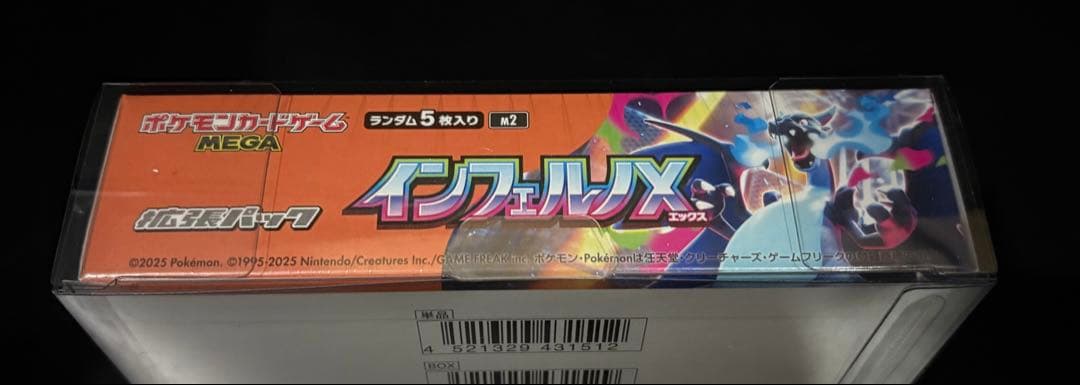 ポケモンカードゲーム
MEGA
ランダム5枚入り M2
インフェルノX
エックス
拡張パック
©2025 Pokémon. ©1995-2025 Nintendo/Creatures Inc./GAME FREAK inc. ポケモン・Pokémonは任天堂・クリーチャーズ・ゲームフリークの
単品
4 521329 431512
BOX